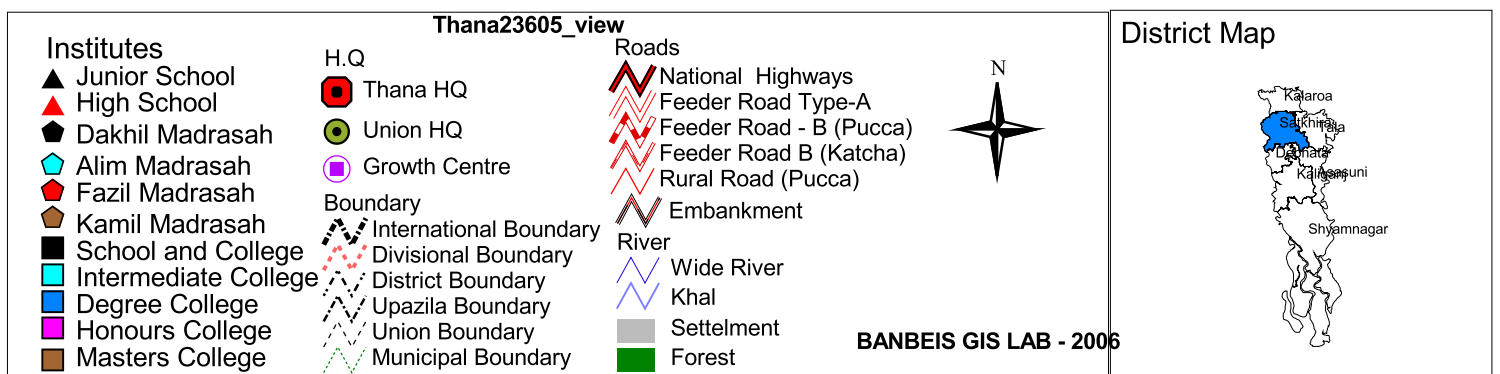 Thana23605_view
Institutes
Junior School
High School
Dakhil Madrasah
Alim Madrasah
Fazil Madrasah
Kamil Madrasah
School and College
Intermediate College
Degree College
Honours College
Masters College
H.Q
Thana HQ
Union HQ
Growth Centre
Boundary
International Boundary
Divisional Boundary
District Boundary
Upazila Boundary
Union Boundary
Municipal Boundary
Roads
National Highways
Feeder Road Type-A
Feeder Road - B (Pucca)
Feeder Road B (Katcha)
Rural Road (Pucca)
Embankment
River
Wide River
Khal
Settelment
Forest
N
BANBEIS GIS LAB - 2006
District Map
Kalaroa
Satkhira
Tala
Debhata
Kaliganj
Assasuni
Shyamnagar